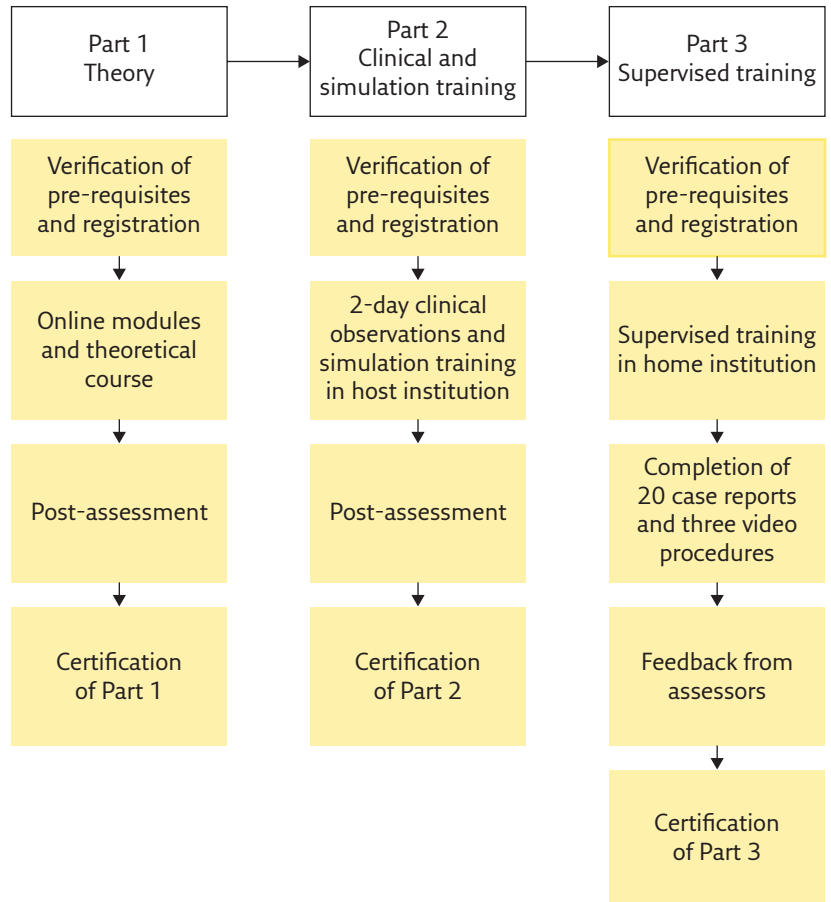 Part 1
Theory
Part 2
Clinical and
simulation training
Part 3
Supervised training
Verification of
pre-requisites
and registration
Online modules
and theoretical
course
Post-assessment
Certification
of Part 1
Verification of
pre-requisites
and registration
2-day clinical
observations and
simulation training
in host institution
Post-assessment
Certification
of Part 2
Verification of
pre-requisites
and registration
Supervised training
in home institution
Completion of
20 case reports
and three video
procedures
Feedback from
assessors
Certification
of Part 3